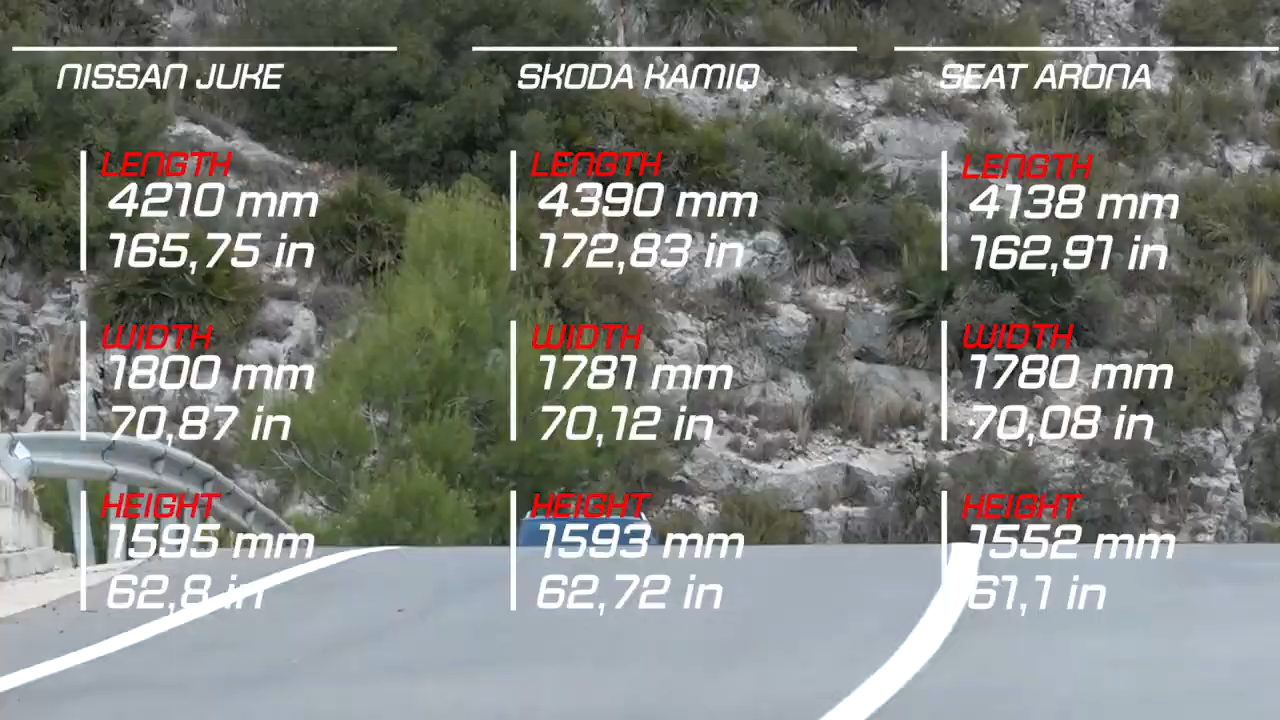 NISSAN JUKE
LENGTH
4210 mm
165,75 in
WIDTH
1800 mm
70,87 in
HEIGHT
1595 mm
62,8 in
SKODA KAMIQ
LENGTH
4390 mm
172,83 in
WIDTH
1781 mm
70,12 in
HEIGHT
1593 mm
62,72 in
SEAT ARONA
LENGTH
4138 mm
162,91 in
WIDTH
1780 mm
70,08 in
HEIGHT
1552 mm
61,1 in